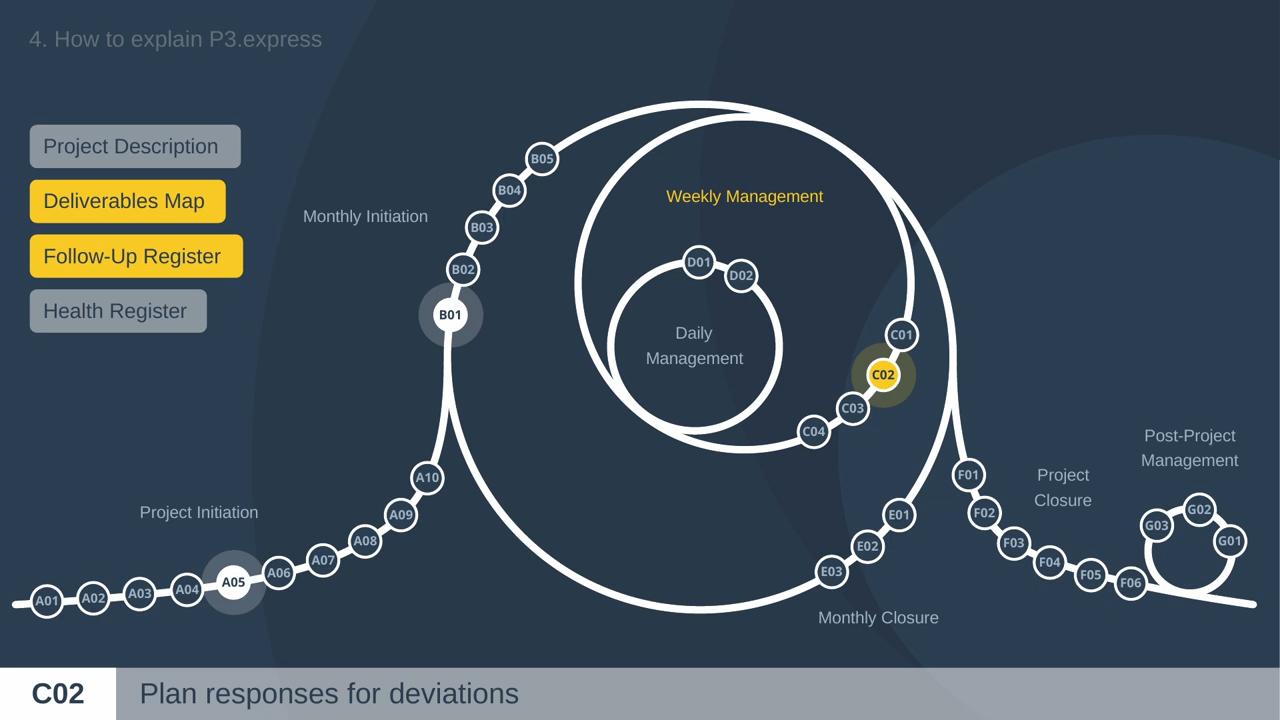 4. How to explain P3.express
Project Description
Deliverables Map
Follow-Up Register
Health Register
Monthly Initiation
Weekly Management
Daily
Management
Project Initiation
Monthly Closure
Project
Closure
Post-Project
Management
A01
A02
A03
A04
A05
A06
A07
A08
A09
A10
B01
B02
B03
B04
B05
D01
D02
C01
C02
C03
C04
E01
E02
E03
F01
F02
F03
F04
F05
F06
G01
G02
G03
C02
Plan responses for deviations